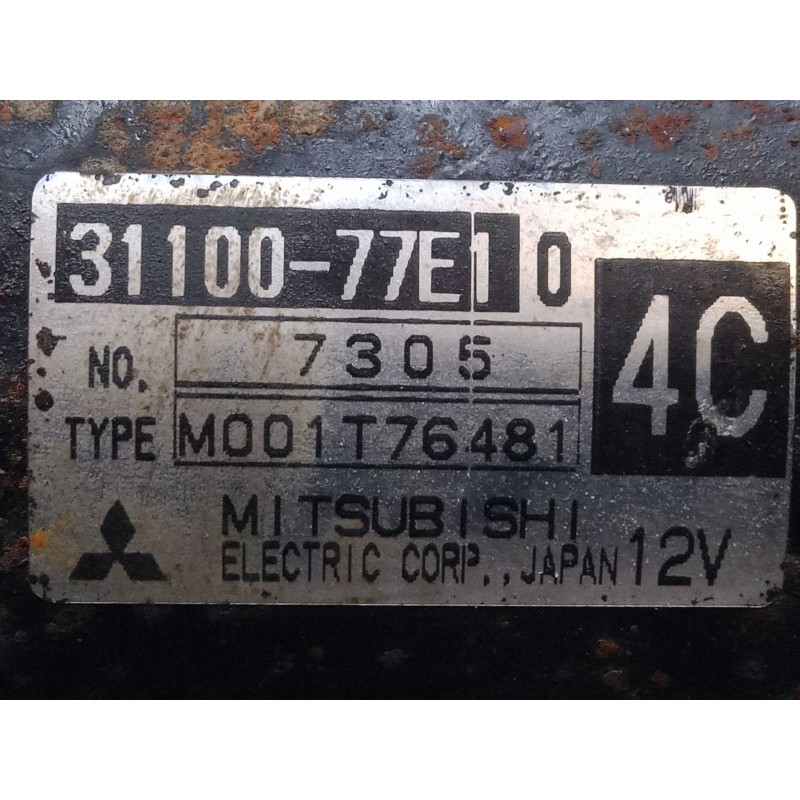 31100-77E10
4C
NO. 7305
TYPE M001T76481
MITSUBISHI
ELECTRIC CORP., JAPAN 12V